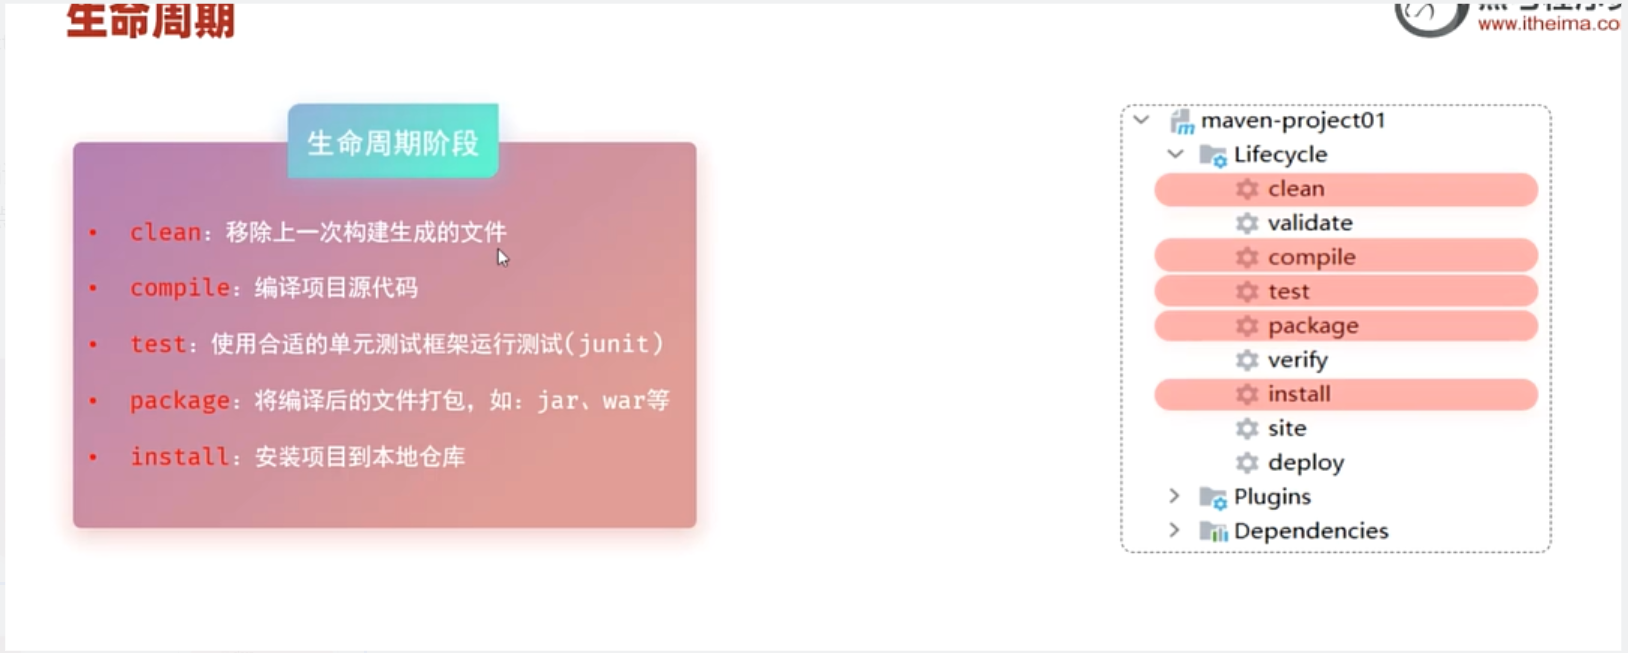 生命周期
www.itheima.co
生命周期阶段
• clean：移除上一次构建生成的文件
• compile：编译项目源代码
• test：使用合适的单元测试框架运行测试(junit)
• package：将编译后的文件打包，如：jar、war等
• install：安装项目到本地仓库
maven-project01
Lifecycle
clean
validate
compile
test
package
verify
install
site
deploy
Plugins
Dependencies